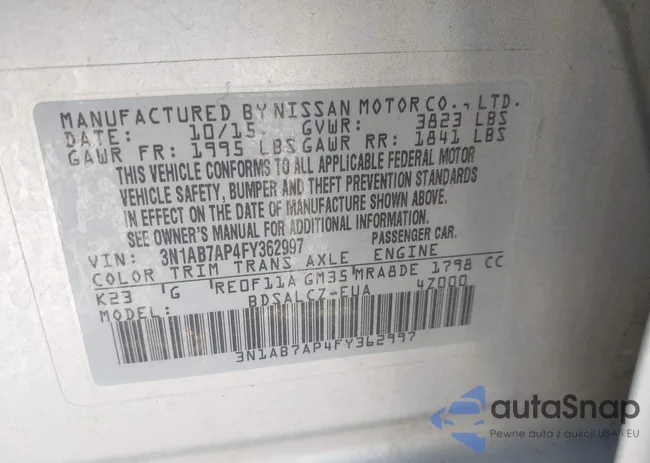 MANUFACTURED BY NISSAN MOTOR CO., LTD.
DATE: 10/15 GVWR: 3823 LBS
GAWR FR: 1995 LBS GAWR RR: 1841 LBS
THIS VEHICLE CONFORMS TO ALL APPLICABLE FEDERAL MOTOR
VEHICLE SAFETY, BUMPER AND THEFT PREVENTION STANDARDS
IN EFFECT ON THE DATE OF MANUFACTURE SHOWN ABOVE.
SEE OWNER'S MANUAL FOR ADDITIONAL INFORMATION.
VIN: 3N1AB7AP4FY362997 PASSENGER CAR.
COLOR TRIM TRANS AXLE ENGINE
K23 G RE0F11A GM35 MRA8DE 1798 CC
MODEL: BDSALCZ-EUA 4Z000
3N1AB7AP4FY362997
autaSnap
Pewne auta z aukcji USA i EU